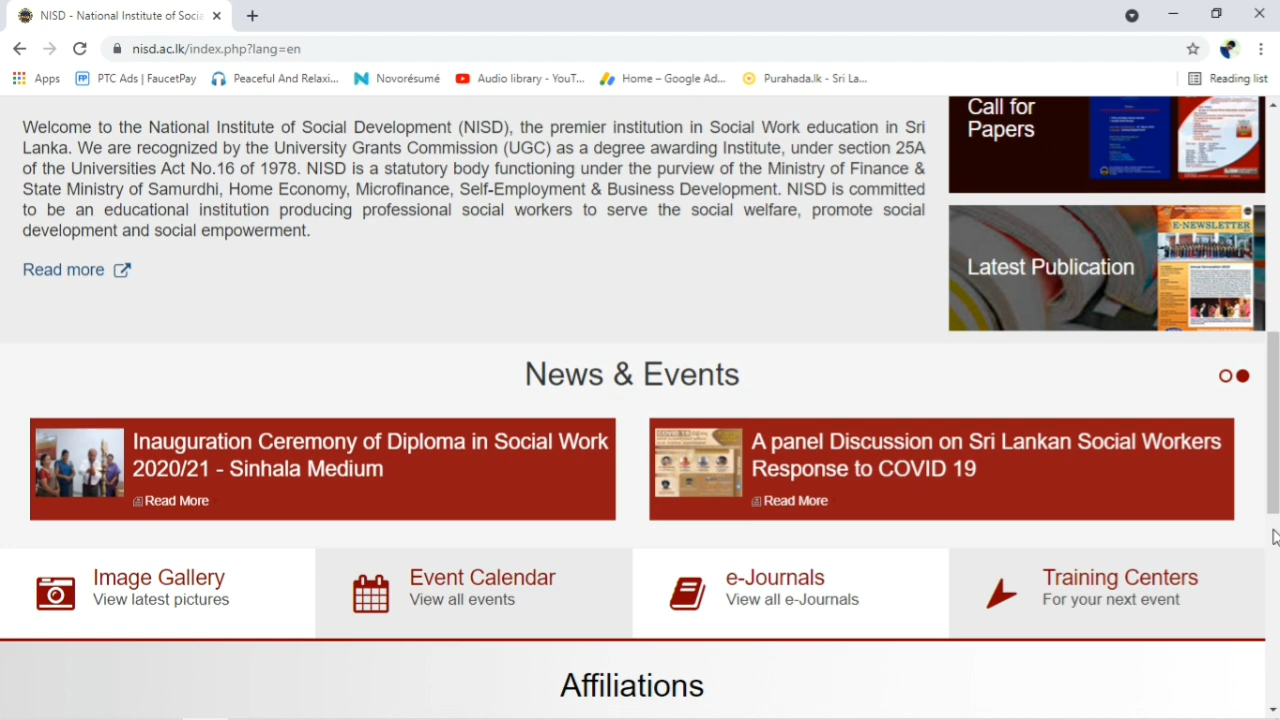 NISD - National Institute of Socia
nisd.ac.lk/index.php?lang=en
Apps
PTC Ads | FaucetPay
Peaceful And Relaxi...
Novorésumé
Audio library - YouT...
Home – Google Ad...
Purahada.lk - Sri La...
Reading list
Welcome to the National Institute of Social Development (NISD) - The premier institution in Social Work education in Sri
Lanka. We are recognized by the University Grants Commission (UGC) as a degree awarding Institute, under section 25A
of the Universities Act No.16 of 1978. NISD is a statutory body functioning under the purview of the Ministry of Finance &
State Ministry of Samurdhi, Home Economy, Microfinance, Self-Employment & Business Development. NISD is committed
to be an educational institution producing professional social workers to serve the social welfare, promote social
development and social empowerment.
Read more
Call for
Papers
E-NEWSLETTER
Latest Publication
News & Events
Inauguration Ceremony of Diploma in Social Work
2020/21 - Sinhala Medium
Read More
A panel Discussion on Sri Lankan Social Workers
Response to COVID 19
Read More
Image Gallery
View latest pictures
Event Calendar
View all events
e-Journals
View all e-Journals
Training Centers
For your next event
Affiliations